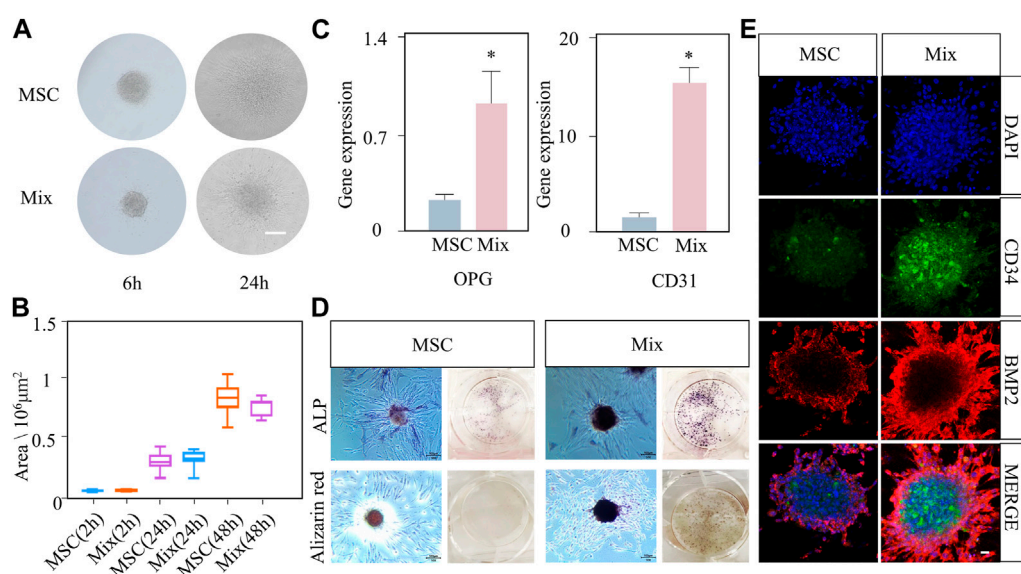 A
MSC
Mix
6h
24h
B
Area \ 10⁶µm²
1.5
1
0.5
0
MSC(2h)
Mix(2h)
MSC(24h)
Mix(24h)
MSC(48h)
Mix(48h)
C
Gene expression
1.4
0.7
0
*
MSC Mix
OPG
Gene expression
20
10
0
*
MSC Mix
CD31
D
MSC
Mix
ALP
Alizarin red
E
MSC
Mix
DAPI
CD34
BMP2
MERGE